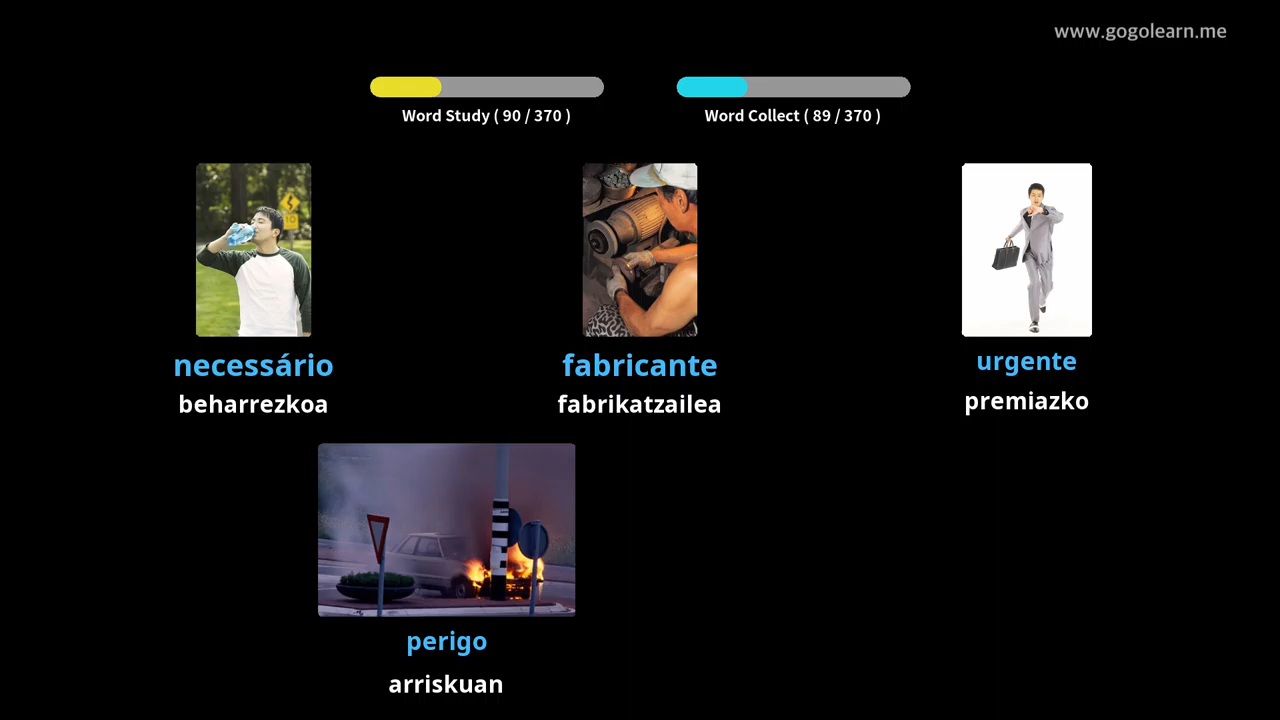 www.gogolearn.me
Word Study ( 90 / 370 )
Word Collect ( 89 / 370 )
necessário
beharrezkoa
fabricante
fabrikatzailea
urgente
premiazko
perigo
arriskuan